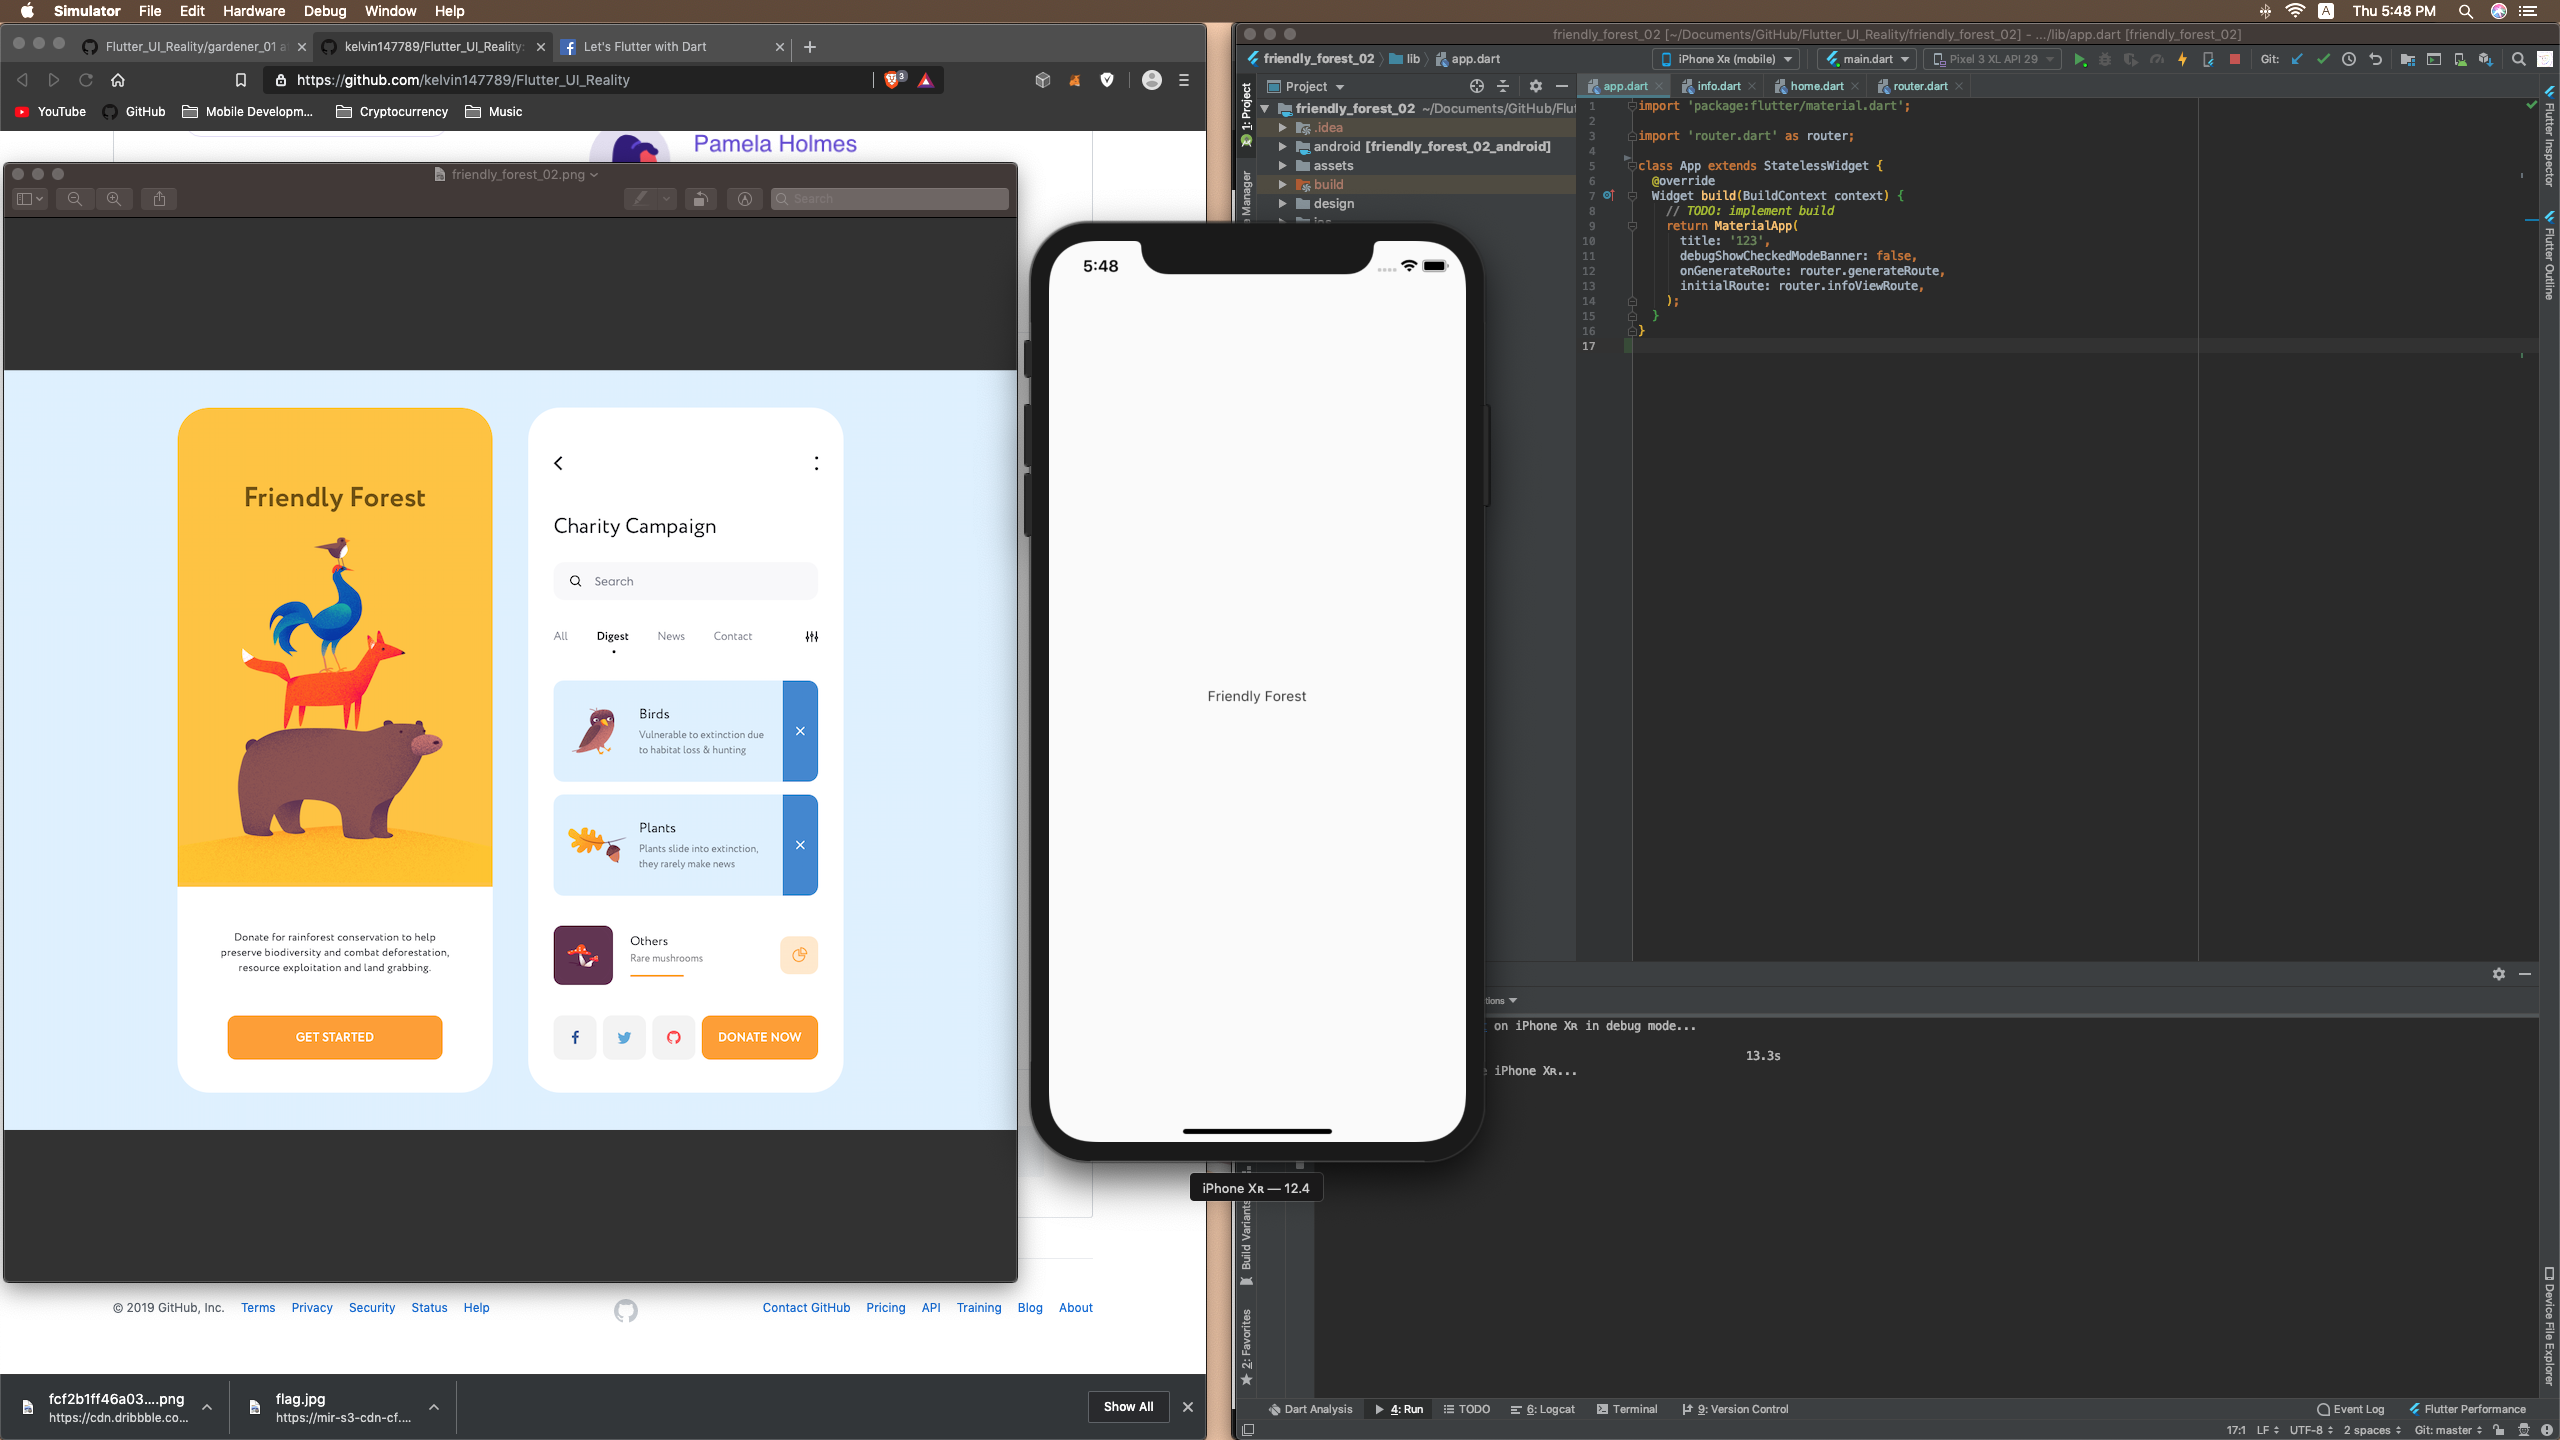 Simulator File Edit Hardware Debug Window Help
Thu 5:48 PM
Flutter_UI_Reality/gardener_01 a
kelvin147789/Flutter_UI_Reality:
Let's Flutter with Dart
https://github.com/kelvin147789/Flutter_UI_Reality
3
YouTube GitHub Mobile Developm... Cryptocurrency Music
Pamela Holmes
friendly_forest_02.png
Search
Friendly Forest
Donate for rainforest conservation to help
preserve biodiversity and combat deforestation,
resource exploitation and land grabbing.
GET STARTED
Charity Campaign
Search
All Digest News Contact
Birds
Vulnerable to extinction due
to habitat loss & hunting
Plants
Plants slide into extinction,
they rarely make news
Others
Rare mushrooms
DONATE NOW
5:48
Friendly Forest
iPhone Xʀ — 12.4
© 2019 GitHub, Inc. Terms Privacy Security Status Help
Contact GitHub Pricing API Training Blog About
fcf2b1ff46a03....png
https://cdn.dribbble.co...
flag.jpg
https://mir-s3-cdn-cf....
Show All
friendly_forest_02 [~/Documents/GitHub/Flutter_UI_Reality/friendly_forest_02] - .../lib/app.dart [friendly_forest_02]
friendly_forest_02 lib app.dart
iPhone Xʀ (mobile) main.dart Pixel 3 XL API 29 Git:
Project
app.dart info.dart home.dart router.dart
friendly_forest_02 ~/Documents/GitHub/Flut
.idea
android [friendly_forest_02_android]
assets
build
design
ios
1: Project
Manager
Build Variants
2: Favorites
1 import 'package:flutter/material.dart';
2
3 import 'router.dart' as router;
4
5 class App extends StatelessWidget {
6 @override
7 Widget build(BuildContext context) {
8 // TODO: implement build
9 return MaterialApp(
10 title: '123',
11 debugShowCheckedModeBanner: false,
12 onGenerateRoute: router.generateRoute,
13 initialRoute: router.infoViewRoute,
14 );
15 }
16 }
17
Flutter Inspector
Flutter Outline
Device File Explorer
tions
on iPhone Xʀ in debug mode...
13.3s
e iPhone Xʀ...
Dart Analysis 4: Run TODO 6: Logcat Terminal 9: Version Control
Event Log Flutter Performance
17:1 LF UTF-8 2 spaces Git: master